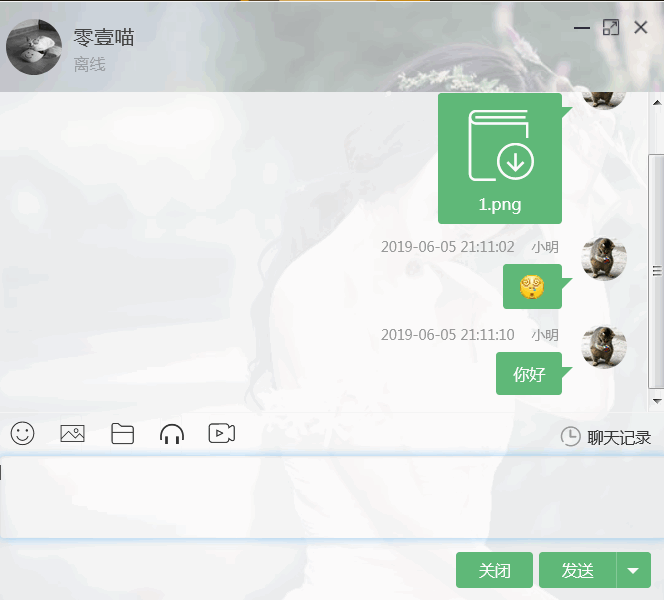 零壹喵
离线
1.png
2019-06-05 21:11:02 小明
2019-06-05 21:11:10 小明
你好
聊天记录
关闭 发送